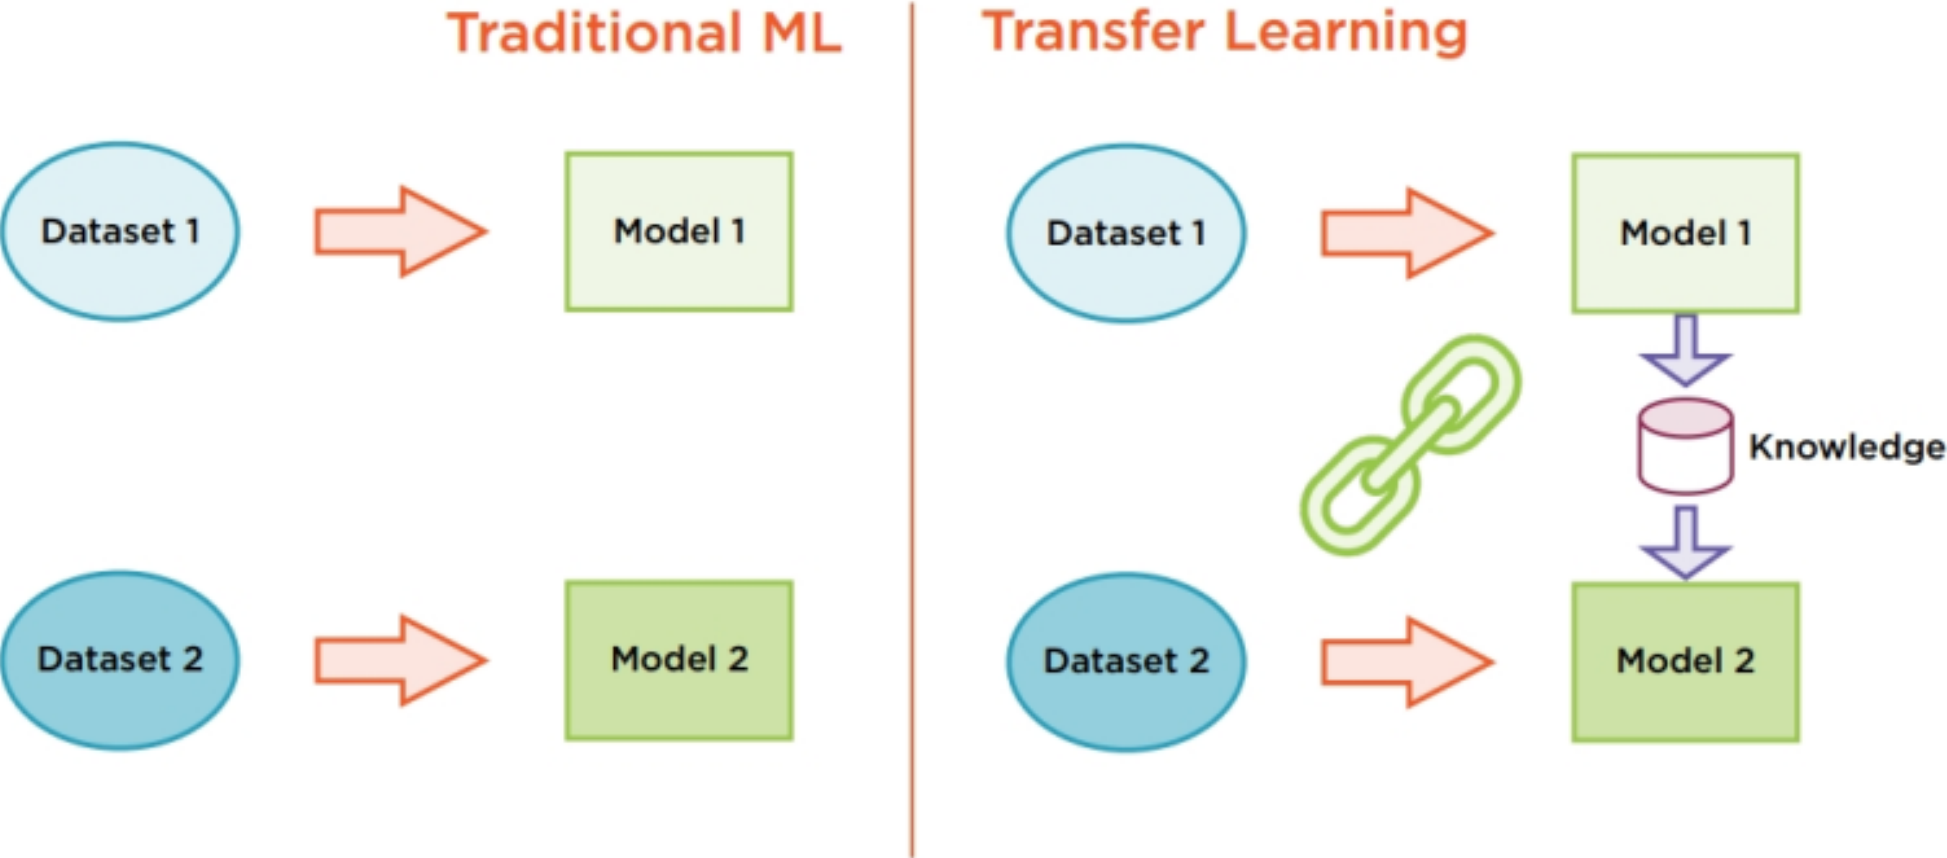 Traditional ML
Transfer Learning
Dataset 1
Model 1
Dataset 2
Model 2
Dataset 1
Model 1
Knowledge
Dataset 2
Model 2